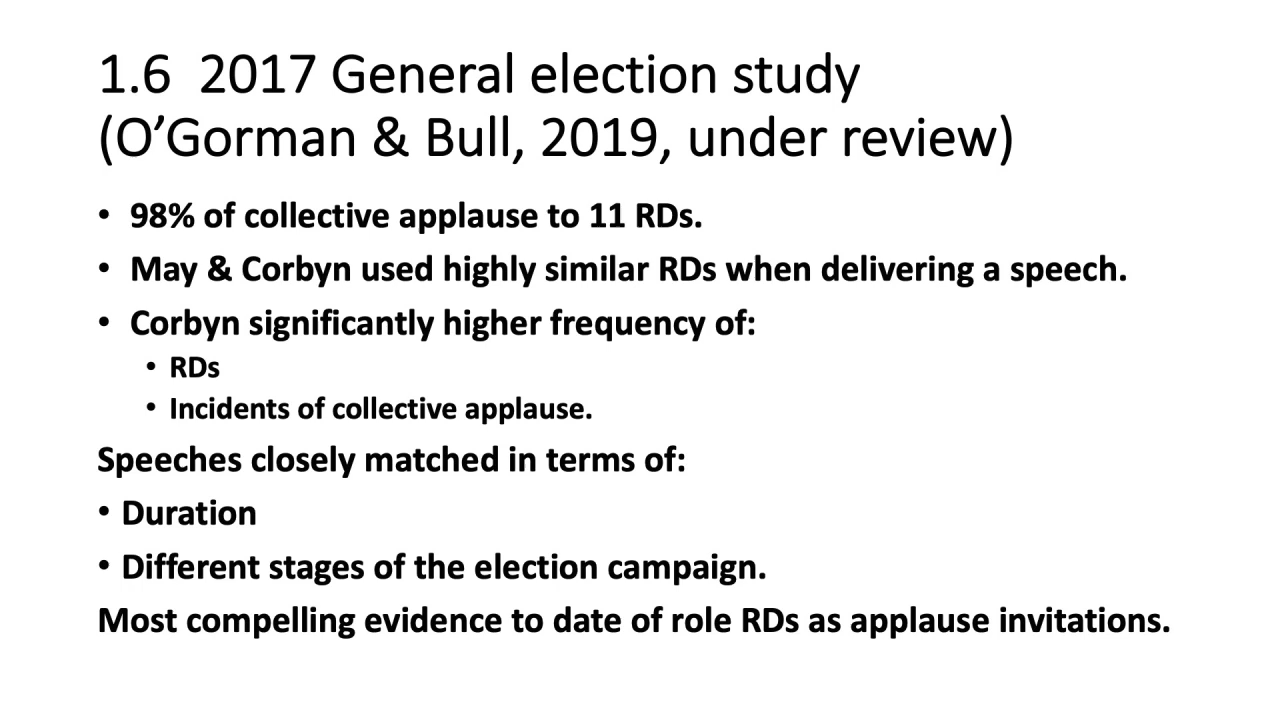 1.6  2017 General election study
(O’Gorman & Bull, 2019, under review)
• 98% of collective applause to 11 RDs.
• May & Corbyn used highly similar RDs when delivering a speech.
• Corbyn significantly higher frequency of:
• RDs
• Incidents of collective applause.
Speeches closely matched in terms of:
• Duration
• Different stages of the election campaign.
Most compelling evidence to date of role RDs as applause invitations.